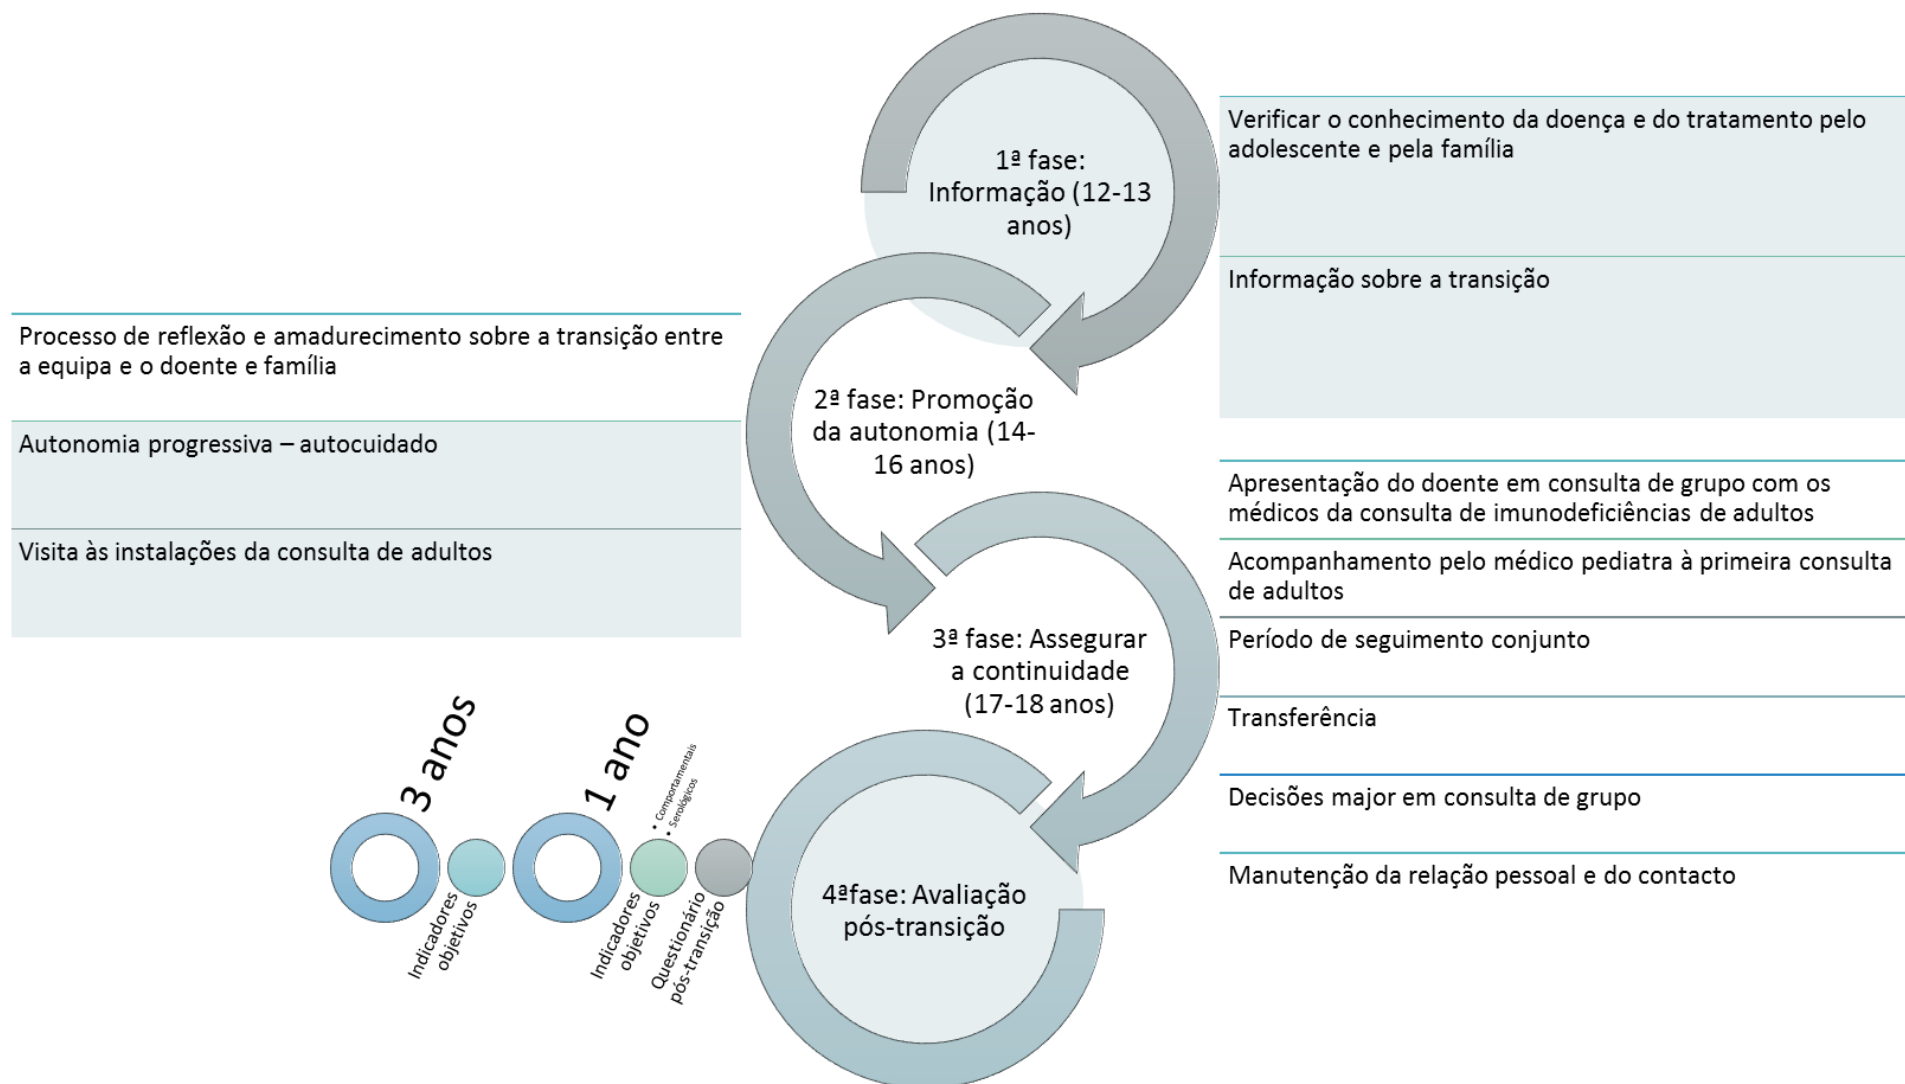 1ª fase:
Informação (12-13
anos)
Verificar o conhecimento da doença e do tratamento pelo
adolescente e pela família
Informação sobre a transição
2ª fase: Promoção
da autonomia (14-
16 anos)
Processo de reflexão e amadurecimento sobre a transição entre
a equipa e o doente e família
Autonomia progressiva – autocuidado
Visita às instalações da consulta de adultos
3ª fase: Assegurar
a continuidade
(17-18 anos)
Apresentação do doente em consulta de grupo com os
médicos da consulta de imunodeficiências de adultos
Acompanhamento pelo médico pediatra à primeira consulta
de adultos
Período de seguimento conjunto
Transferência
Decisões major em consulta de grupo
Manutenção da relação pessoal e do contacto
4ªfase: Avaliação
pós-transição
3 anos
Indicadores
objetivos
1 ano
• Comportamentais
• Serológicos
Indicadores
objetivos
Questionário
pós-transição